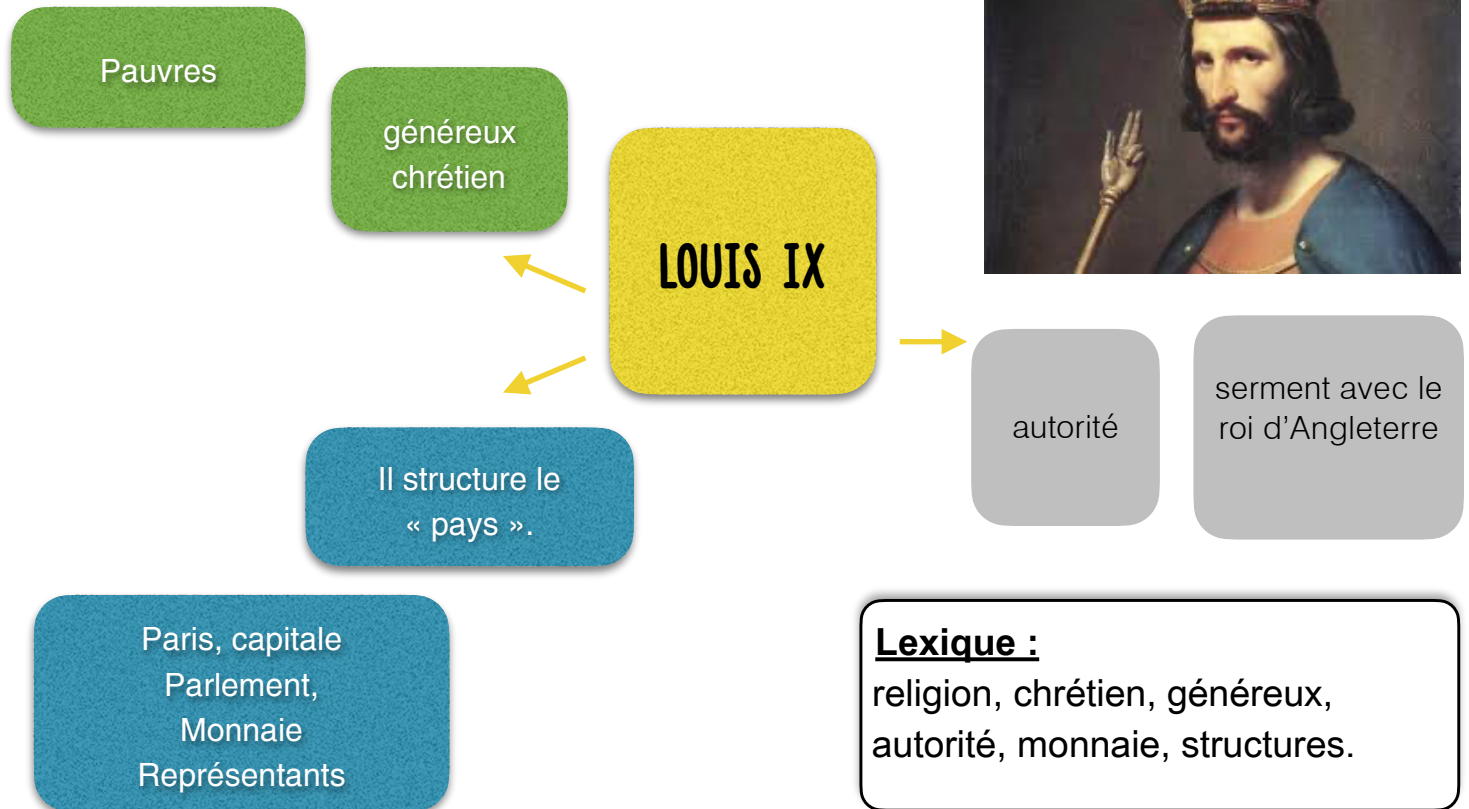 Pauvres
généreux
chrétien
LOUIS IX
Il structure le
« pays ».
Paris, capitale
Parlement,
Monnaie
Représentants
autorité
serment avec le
roi d’Angleterre
Lexique :
religion, chrétien, généreux,
autorité, monnaie, structures.